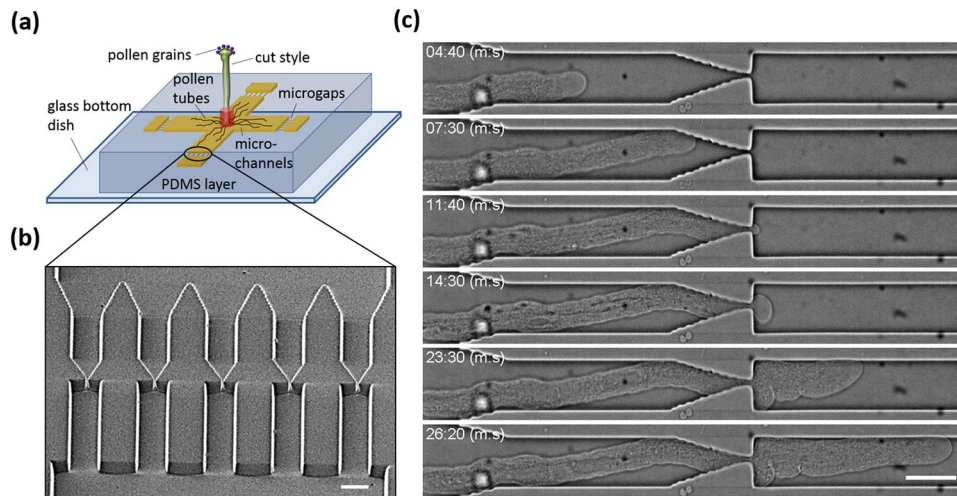 (a)
pollen grains
cut style
pollen
tubes
microgaps
glass bottom
dish
micro-
channels
PDMS layer
(b)
(c)
04:40 (m:s)
07:30 (m:s)
11:40 (m:s)
14:30 (m:s)
23:30 (m:s)
26:20 (m:s)